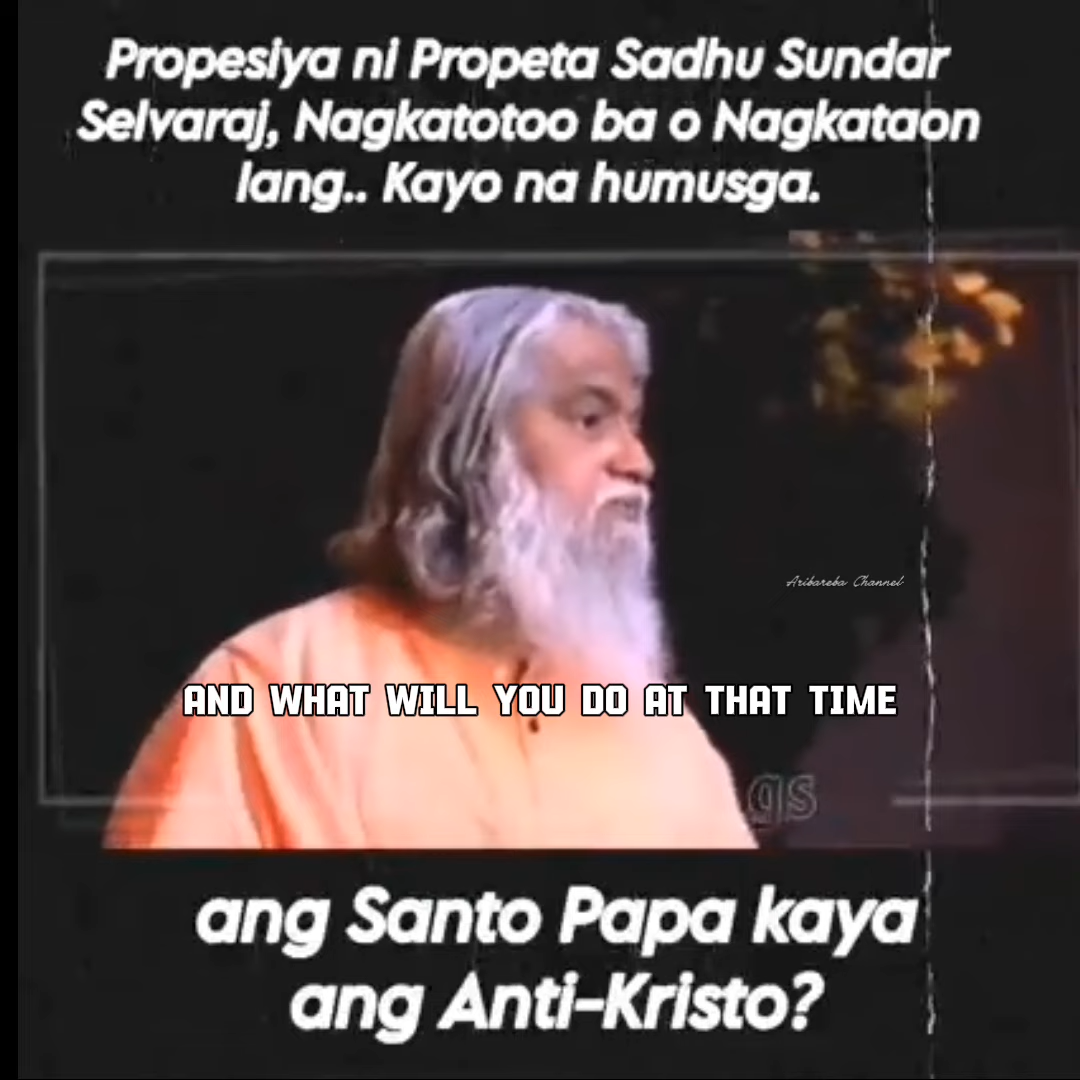 Propesiya ni Propeta Sadhu Sundar
Selvaraj, Nagkatotoo ba o Nagkataon
lang.. Kayo na humusga.
Aribareba Channel
AND WHAT WILL YOU DO AT THAT TIME
gs
ang Santo Papa kaya
ang Anti-Kristo?